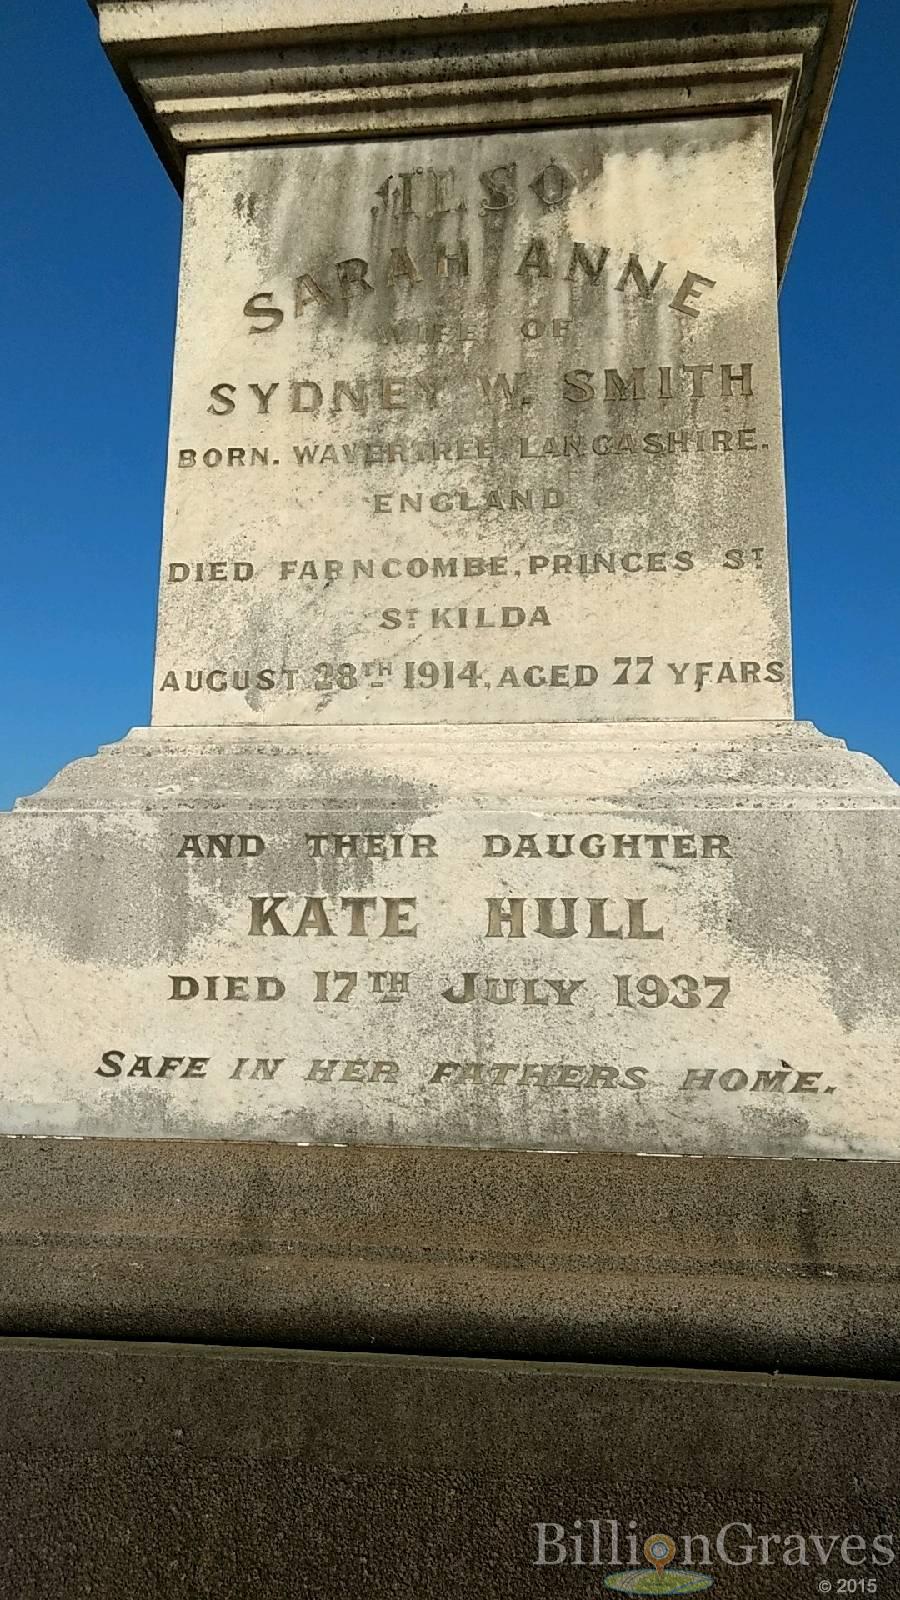 ALSO
SARAH ANNE
WIFE OF
SYDNEY W. SMITH
BORN. WAVERTREE LANCASHIRE.
ENGLAND
DIED FARNCOMBE, PRINCES ST
ST KILDA
AUGUST 28TH 1914, AGED 77 YEARS
AND THEIR DAUGHTER
KATE HULL
DIED 17TH JULY 1937
SAFE IN HER FATHERS HOME.
BillionGraves
© 2015